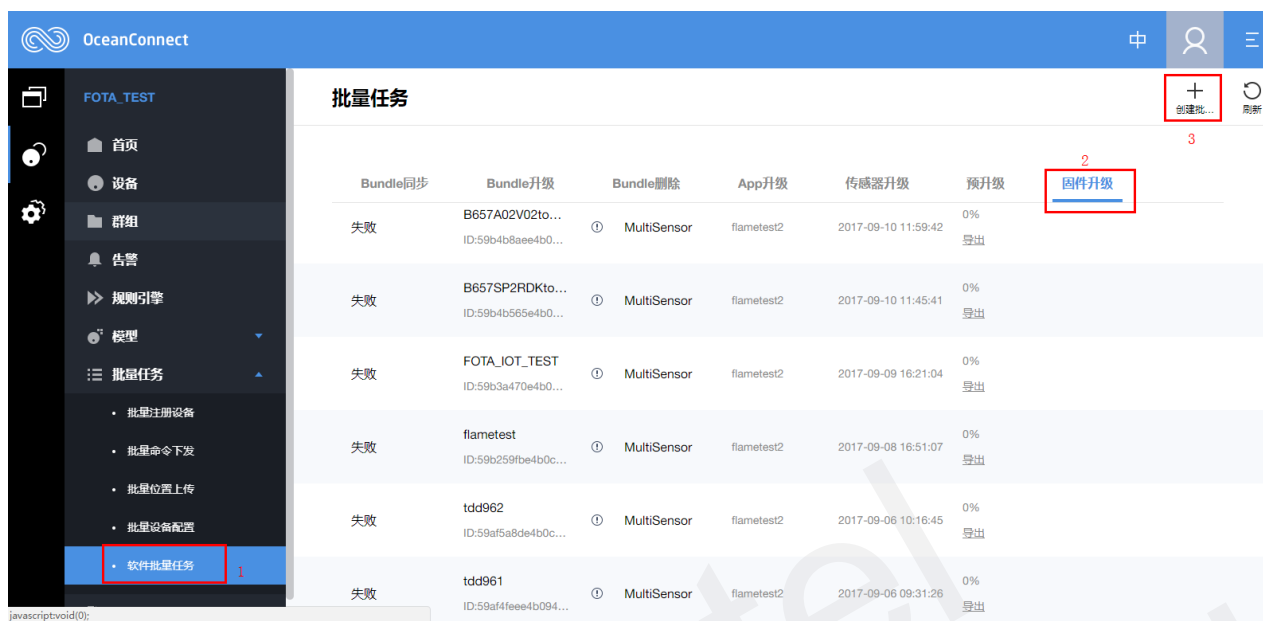 OceanConnect
中
FOTA_TEST
批量任务
创建批...
刷新
3
首页
设备
群组
告警
规则引擎
模型
批量任务
批量注册设备
批量命令下发
批量位置上传
批量设备配置
软件批量任务
1
2
Bundle同步 Bundle升级 Bundle删除 App升级 传感器升级 预升级 固件升级
失败 B657A02V02to... MultiSensor flametest2 2017-09-10 11:59:42 0%
ID:59b4b8aee4b0... 导出
失败 B657SP2RDKto... MultiSensor flametest2 2017-09-10 11:45:41 0%
ID:59b4b565e4b0... 导出
失败 FOTA_IOT_TEST MultiSensor flametest2 2017-09-09 16:21:04 0%
ID:59b3a470e4b0... 导出
失败 flametest MultiSensor flametest2 2017-09-08 16:51:07 0%
ID:59b259fbe4b0c... 导出
失败 tdd962 MultiSensor flametest2 2017-09-06 10:16:45 0%
ID:59af5a8de4b0c... 导出
失败 tdd961 MultiSensor flametest2 2017-09-06 09:31:26 0%
ID:59af4feee4b094... 导出
javascript:void(0);